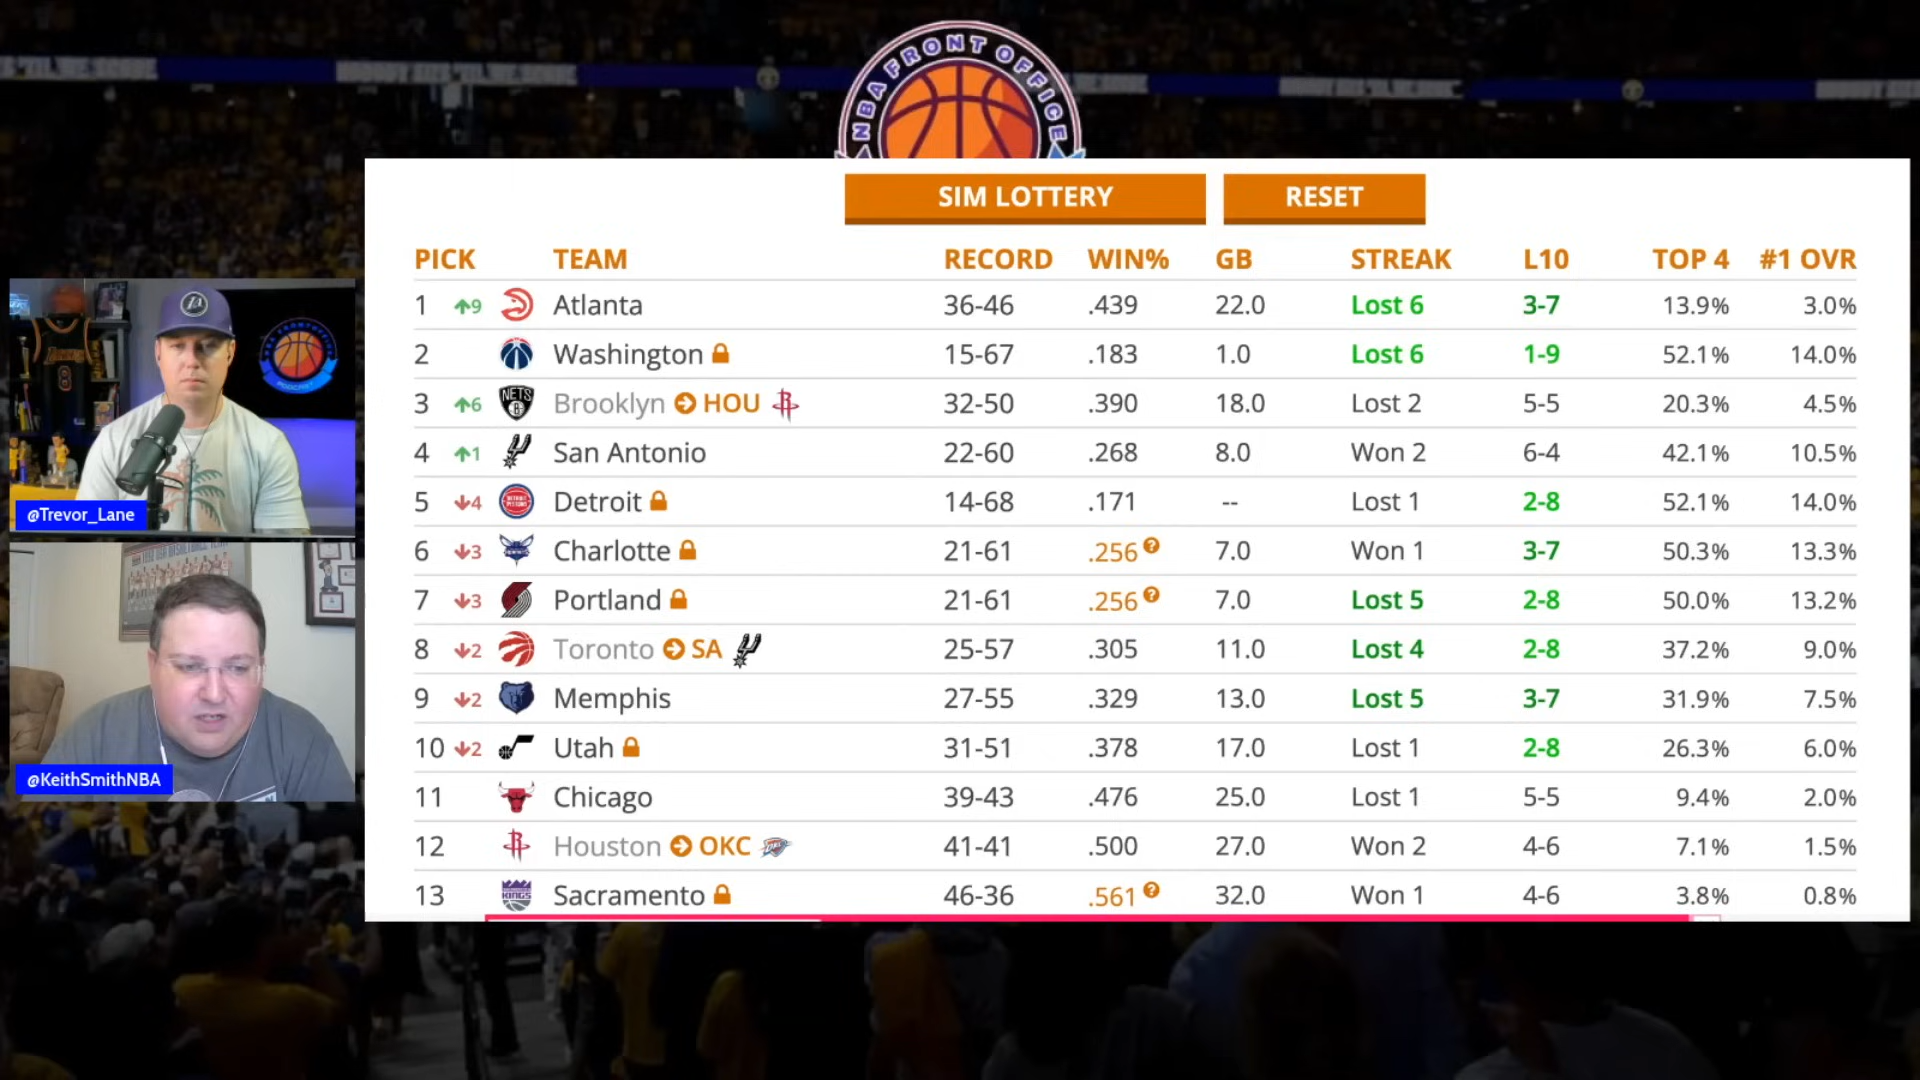 NBA FRONT OFFICE
SIM LOTTERY RESET
PICK TEAM RECORD WIN% GB STREAK L10 TOP 4 #1 OVR
1 9 Atlanta 36-46 .439 22.0 Lost 6 3-7 13.9% 3.0%
2 Washington 15-67 .183 1.0 Lost 6 1-9 52.1% 14.0%
3 6 NETS Brooklyn HOU 32-50 .390 18.0 Lost 2 5-5 20.3% 4.5%
4 1 San Antonio 22-60 .268 8.0 Won 2 6-4 42.1% 10.5%
5 4 Detroit 14-68 .171 -- Lost 1 2-8 52.1% 14.0%
6 3 Charlotte 21-61 .256 ? 7.0 Won 1 3-7 50.3% 13.3%
7 3 Portland 21-61 .256 ? 7.0 Lost 5 2-8 50.0% 13.2%
8 2 Toronto SA 25-57 .305 11.0 Lost 4 2-8 37.2% 9.0%
9 2 Memphis 27-55 .329 13.0 Lost 5 3-7 31.9% 7.5%
10 2 Utah 31-51 .378 17.0 Lost 1 2-8 26.3% 6.0%
11 Chicago 39-43 .476 25.0 Lost 1 5-5 9.4% 2.0%
12 Houston OKC 41-41 .500 27.0 Won 2 4-6 7.1% 1.5%
13 KINGS Sacramento 46-36 .561 ? 32.0 Won 1 4-6 3.8% 0.8%
LA
8
PODCAST
@Trevor_Lane
@KeithSmithNBA